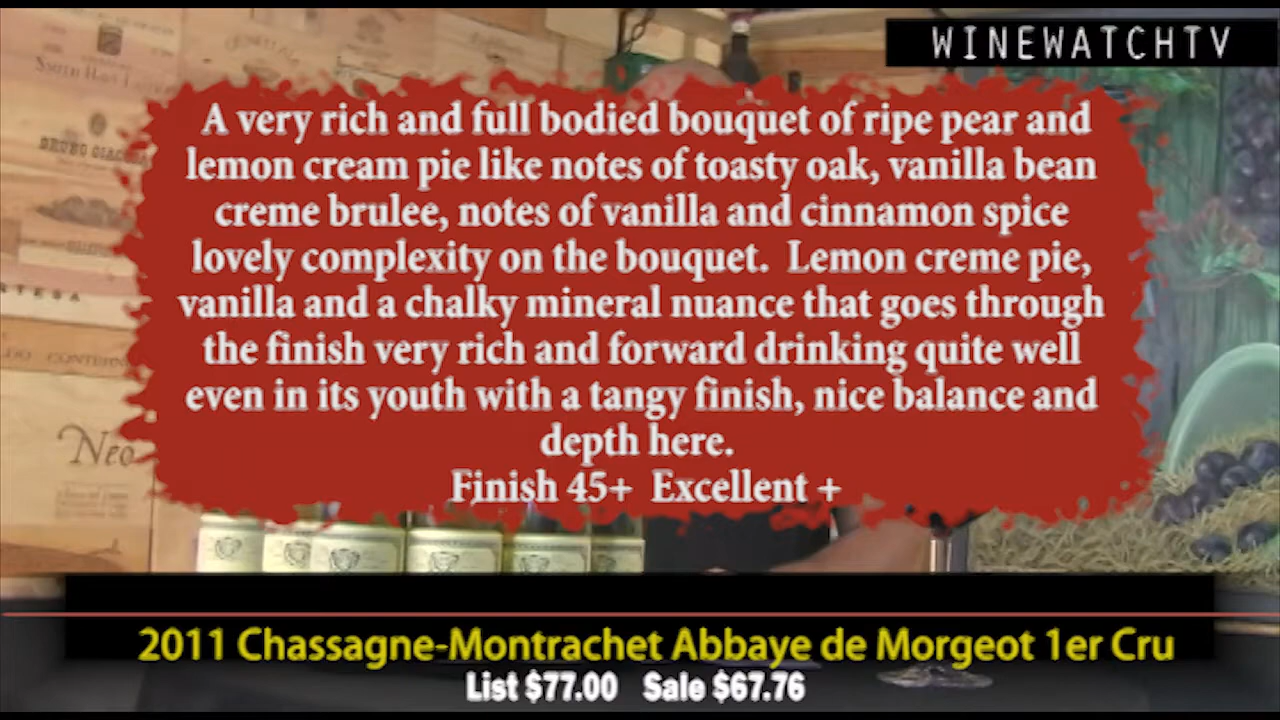 WINEWATCHTV
A very rich and full bodied bouquet of ripe pear and
lemon cream pie like notes of toasty oak, vanilla bean
creme brulee, notes of vanilla and cinnamon spice
lovely complexity on the bouquet.  Lemon creme pie,
vanilla and a chalky mineral nuance that goes through
the finish very rich and forward drinking quite well
even in its youth with a tangy finish, nice balance and
depth here.
Finish 45+  Excellent +
Neo
2011 Chassagne-Montrachet Abbaye de Morgeot 1er Cru
List $77.00   Sale $67.76